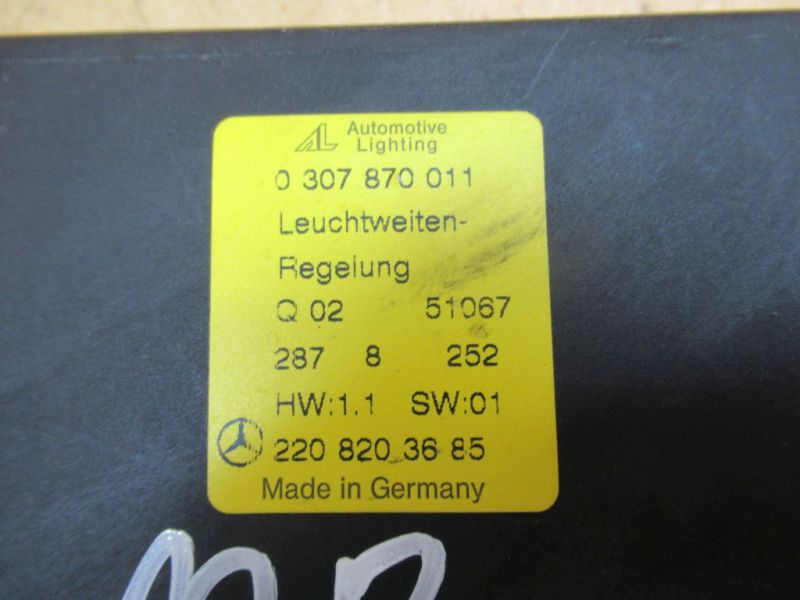 AL Automotive
Lighting
0 307 870 011
Leuchtweiten-
Regelung
Q 02 51067
287 8 252
HW:1.1 SW:01
220 820 36 85
Made in Germany